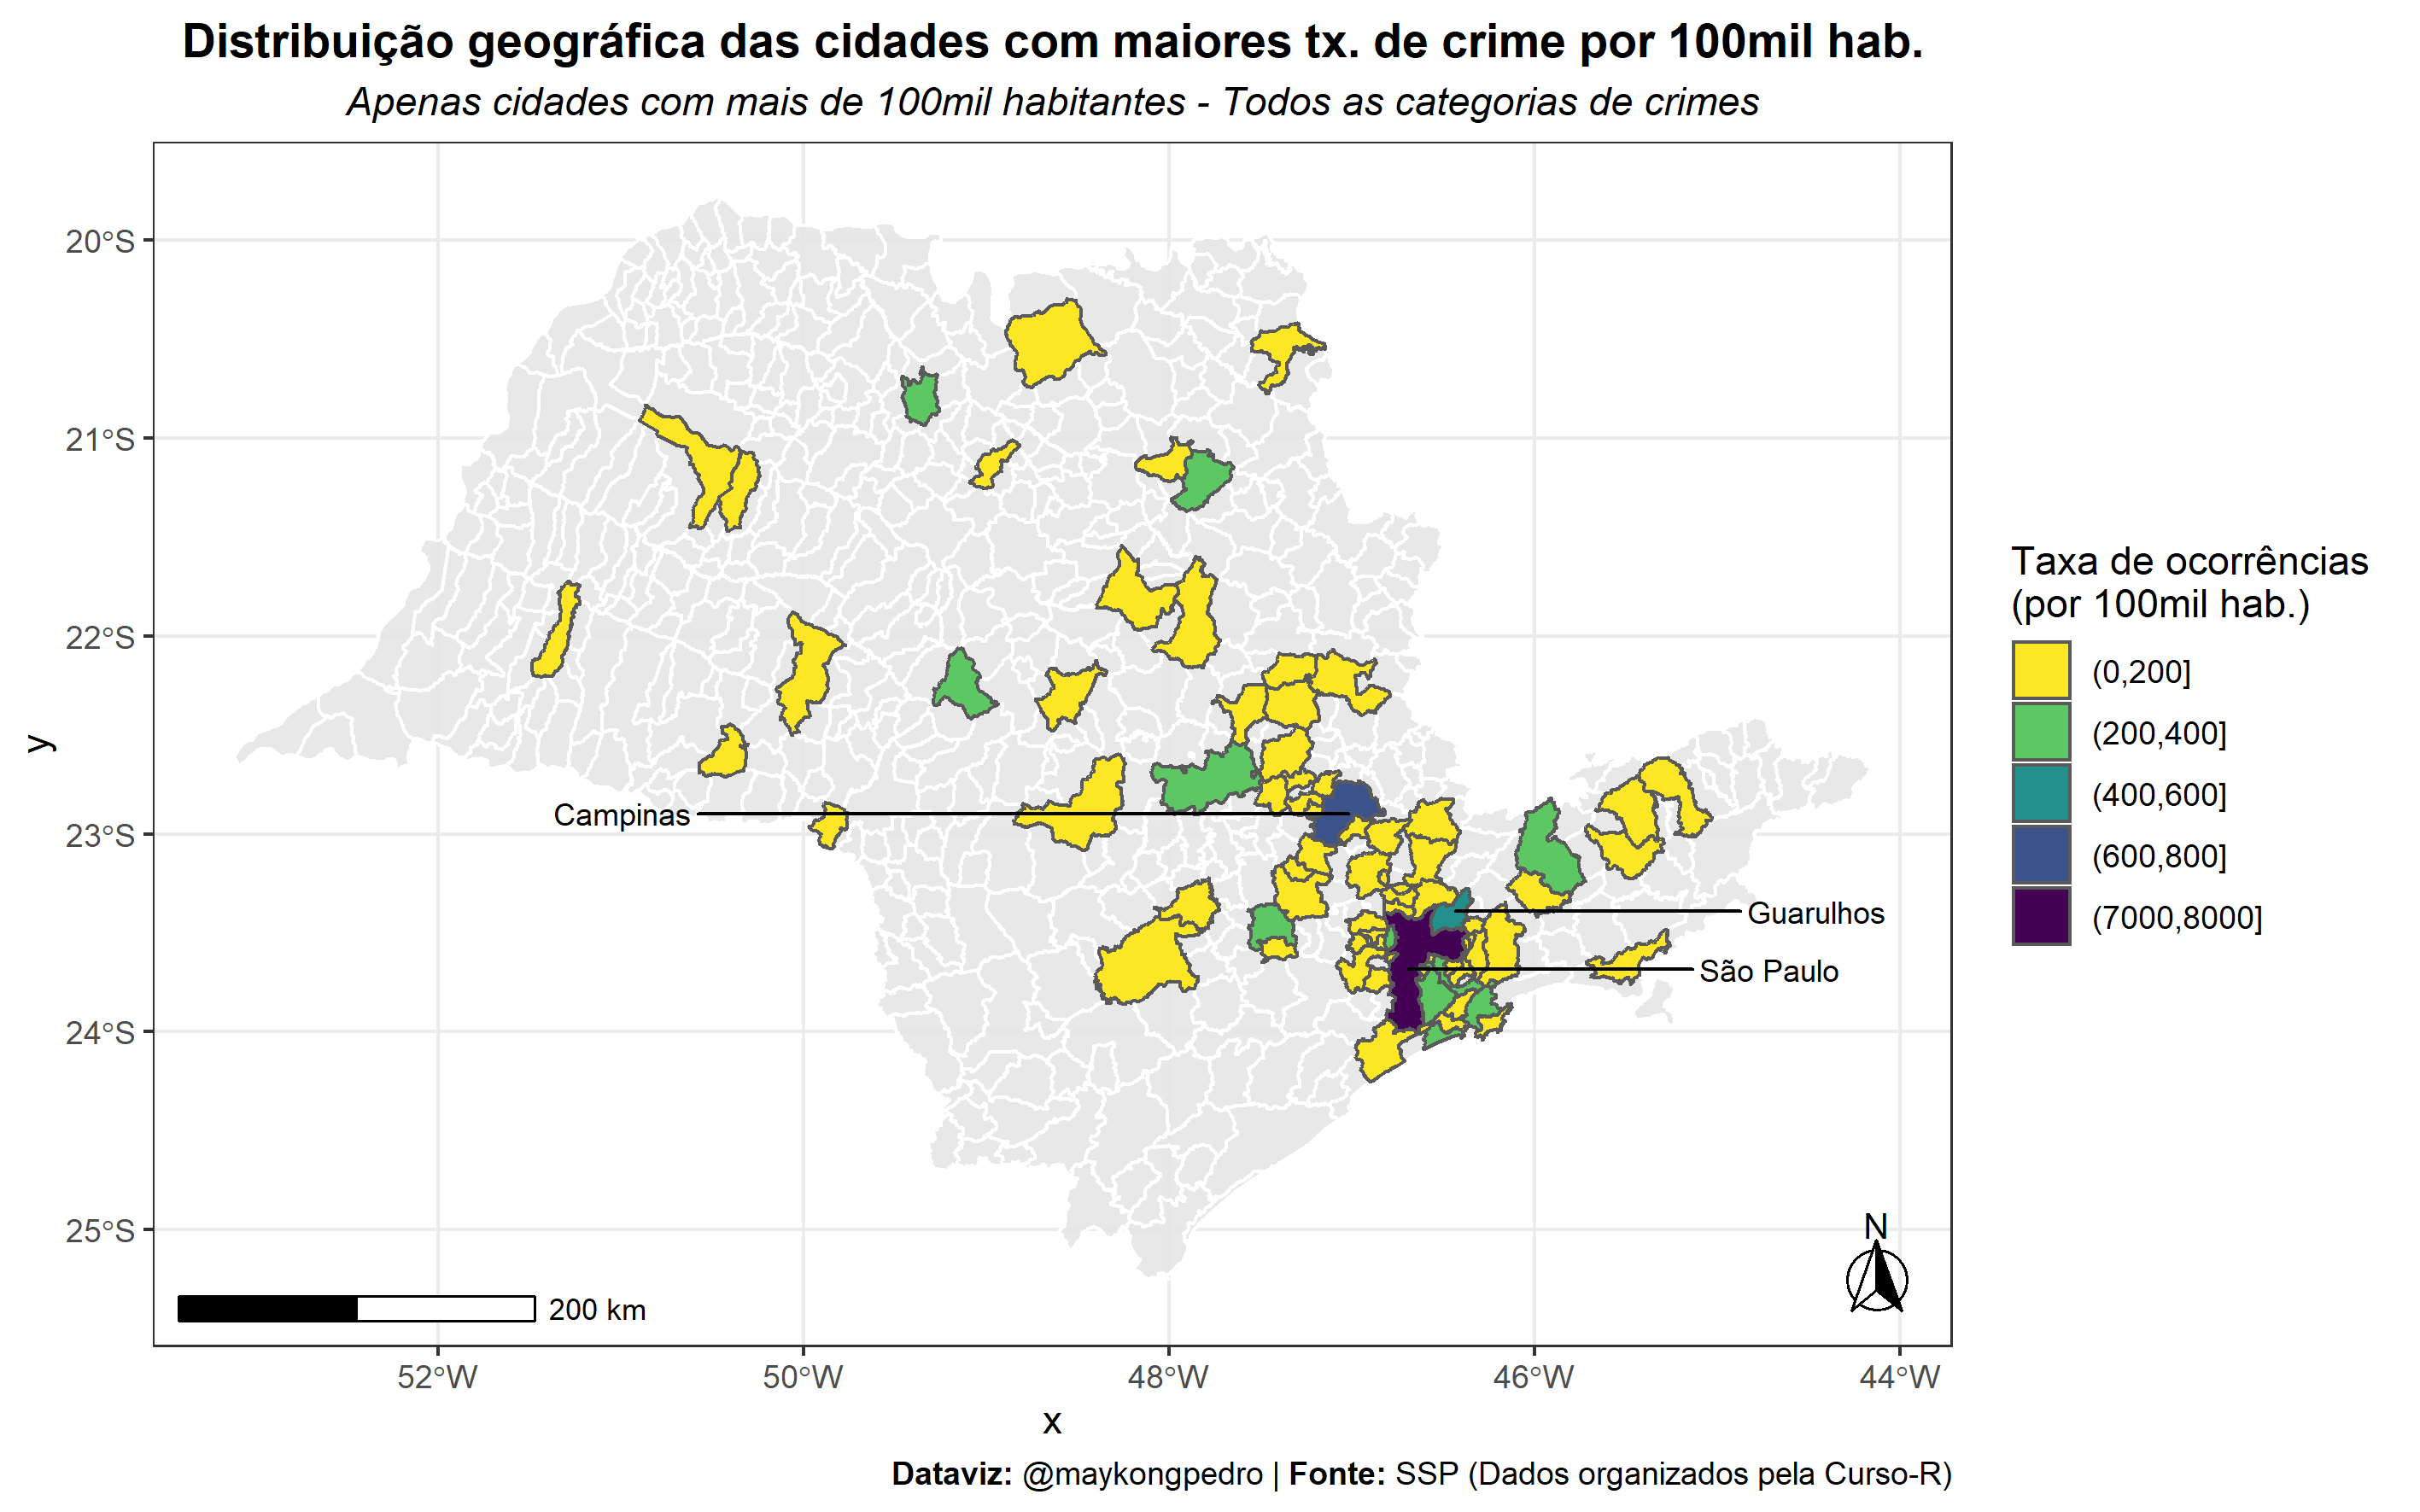 Distribuição geográfica das cidades com maiores tx. de crime por 100mil hab.
Apenas cidades com mais de 100mil habitantes - Todos as categorias de crimes
20°S
21°S
22°S
23°S
24°S
25°S
y
Campinas
Guarulhos
São Paulo
N
200 km
52°W
50°W
48°W
46°W
44°W
x
Taxa de ocorrências
(por 100mil hab.)
(0,200]
(200,400]
(400,600]
(600,800]
(7000,8000]
Dataviz: @maykongpedro | Fonte: SSP (Dados organizados pela Curso-R)